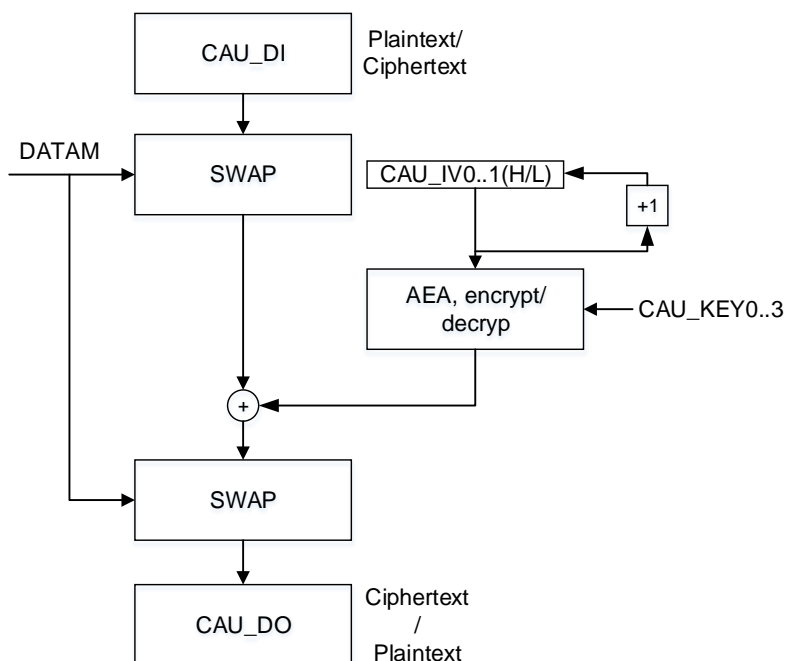 CAU_DI
Plaintext/
Ciphertext
DATAM
SWAP
CAU_IV0..1(H/L)
+1
AEA, encrypt/
decryp
CAU_KEY0..3
+
SWAP
CAU_DO
Ciphertext
/
Plaintext